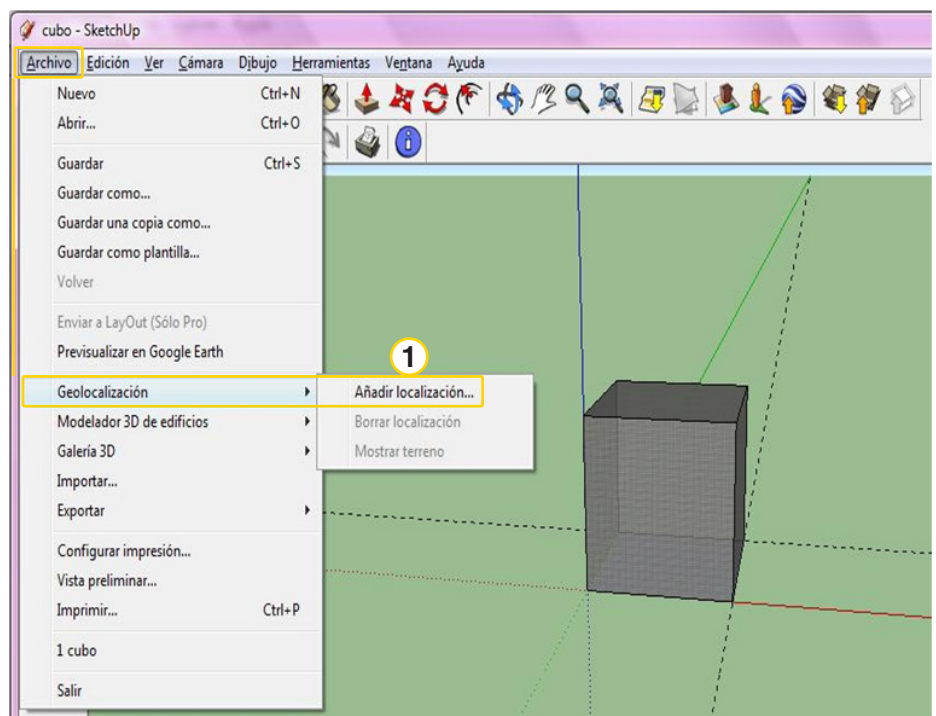 cubo - SketchUp
Archivo Edición Ver Cámara Dibujo Herramientas Ventana Ayuda
Nuevo Ctrl+N
Abrir... Ctrl+O
Guardar Ctrl+S
Guardar como...
Guardar una copia como...
Guardar como plantilla...
Volver
Enviar a LayOut (Sólo Pro)
Previsualizar en Google Earth
1
Geolocalización Añadir localización...
Modelador 3D de edificios Borrar localización
Galería 3D Mostrar terreno
Importar...
Exportar
Configurar impresión...
Vista preliminar...
Imprimir... Ctrl+P
1 cubo
Salir